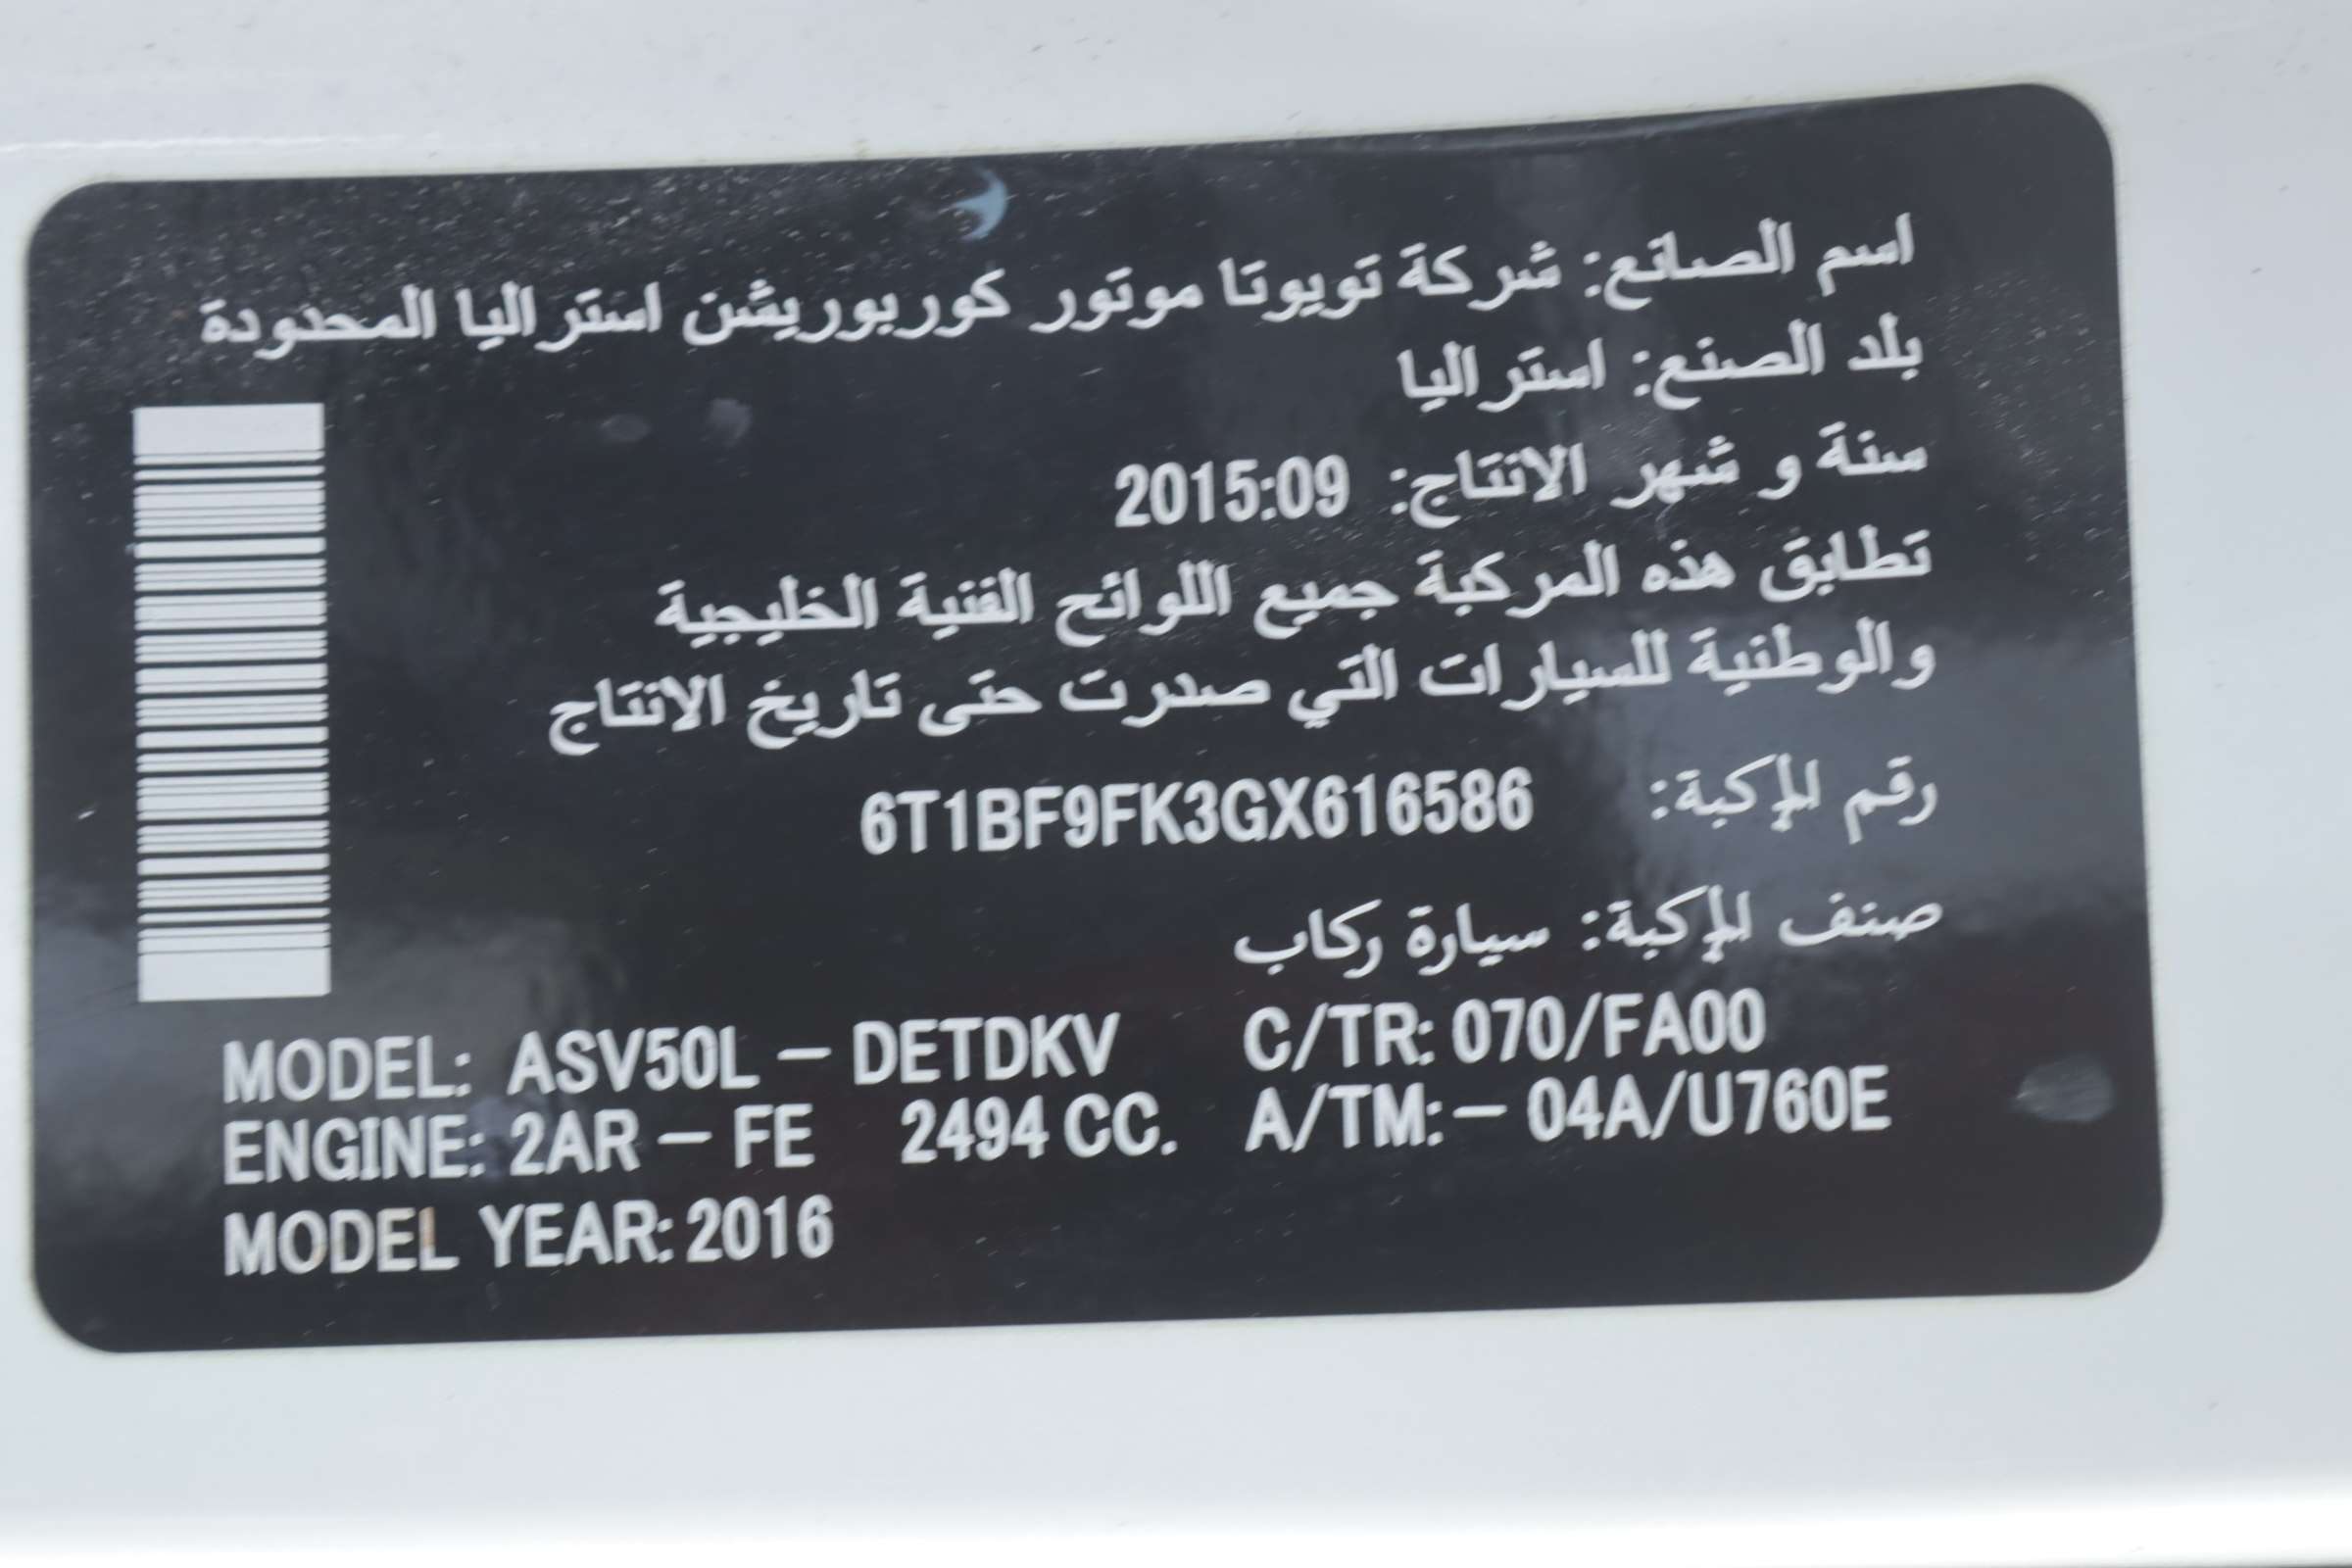 اسم الصانع: شركة تويوتا موتور كوربوريشن استراليا المحدودة
بلد الصنع: استراليا
سنة و شهر الانتاج: 2015:09
تطابق هذه المركبة جميع اللوائح الفنية الخليجية
والوطنية للسيارات التي صدرت حتى تاريخ الانتاج
رقم المركبة: 6T1BF9FK3GX616586
صنف المركبة: سيارة ركاب
MODEL: ASV50L – DETDKV C/TR: 070/FA00
ENGINE: 2AR – FE 2494 CC. A/TM: – 04A/U760E
MODEL YEAR: 2016